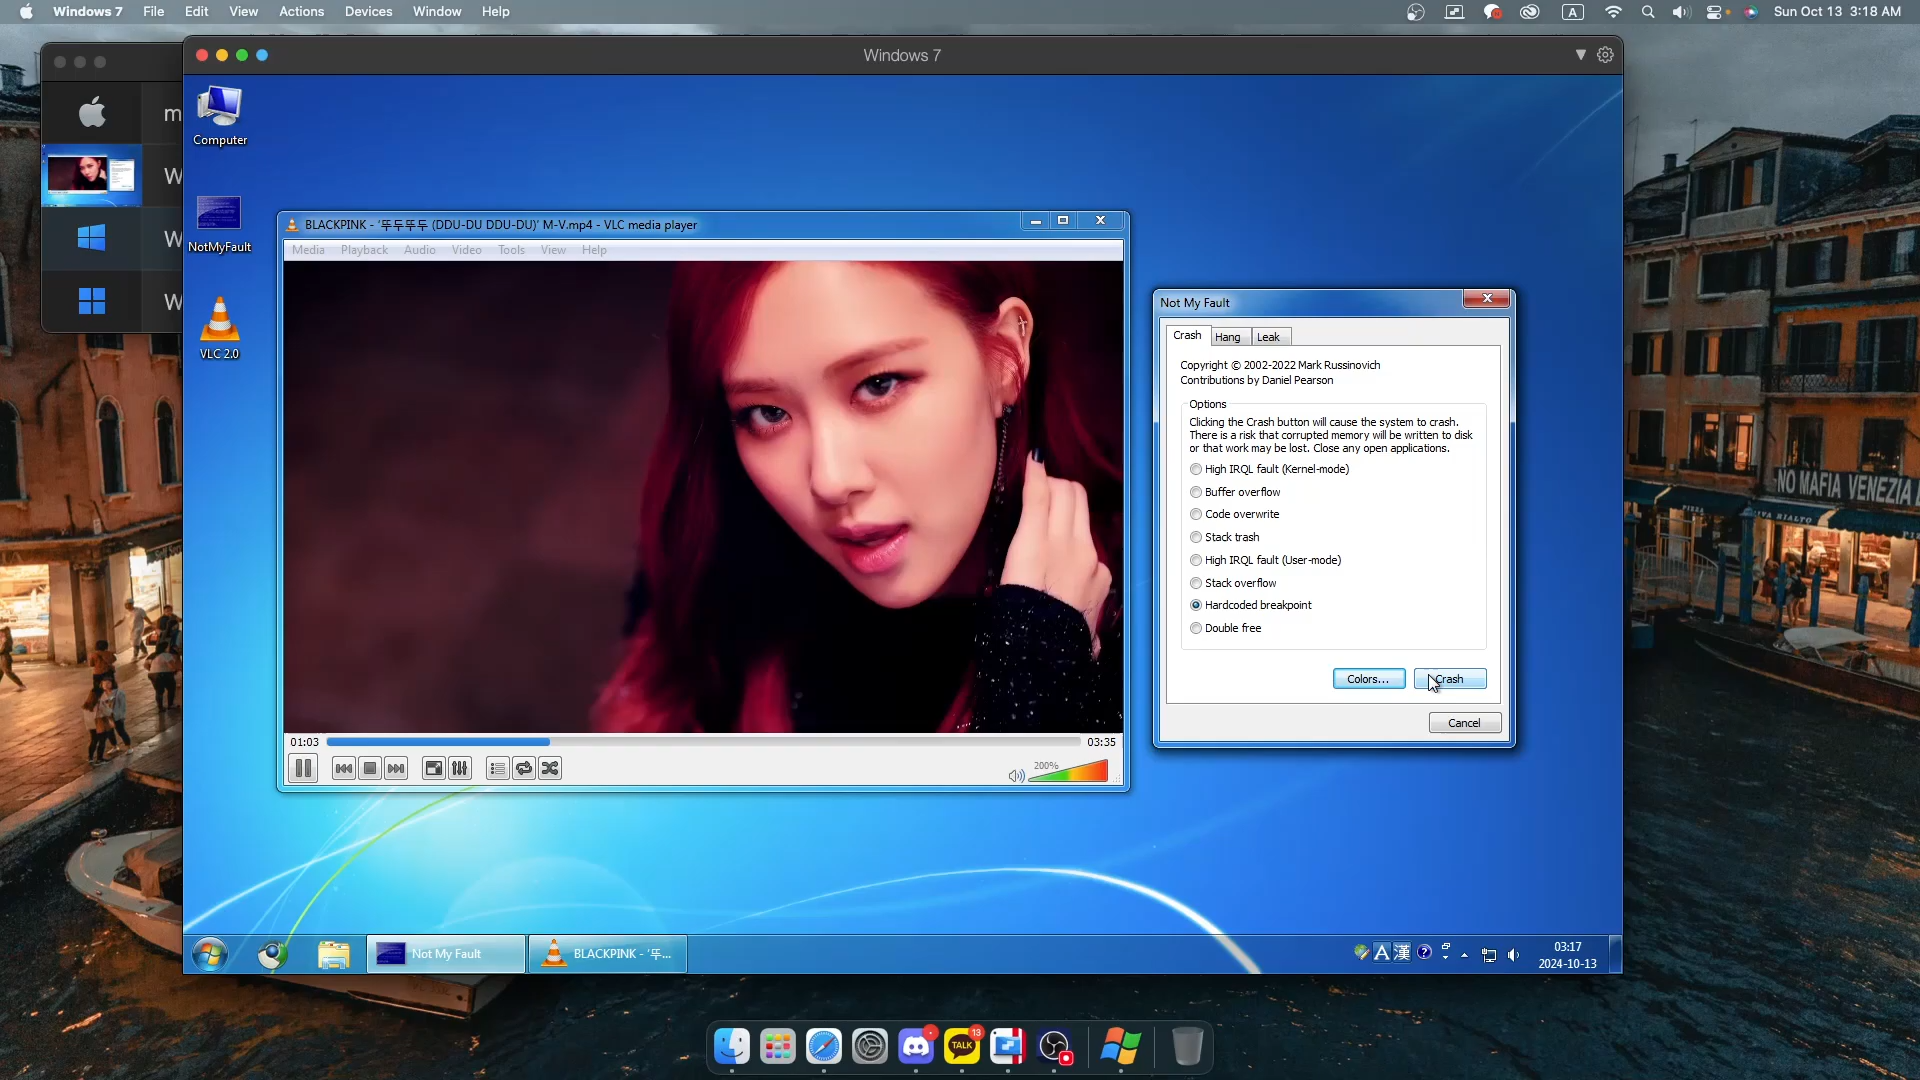 Windows 7 File Edit View Actions Devices Window Help
A
Sun Oct 13 3:18 AM
Windows 7
m
W
W
W
Computer
NotMyFault
VLC 2.0
BLACKPINK - '뚜두뚜두 (DDU-DU DDU-DU)' M-V.mp4 - VLC media player
Media Playback Audio Video Tools View Help
01:03
03:35
200%
Not My Fault
Crash Hang Leak
Copyright © 2002-2022 Mark Russinovich
Contributions by Daniel Pearson
Options
Clicking the Crash button will cause the system to crash.
There is a risk that corrupted memory will be written to disk
or that work may be lost. Close any open applications.
High IRQL fault (Kernel-mode)
Buffer overflow
Code overwrite
Stack trash
High IRQL fault (User-mode)
Stack overflow
Hardcoded breakpoint
Double free
Colors... Crash
Cancel
NO MAFIA VENEZIA
PIZZA
IVA RIALTO
Not My Fault
BLACKPINK - '뚜...
A 漢 ?
03:17
2024-10-13
TALK
13